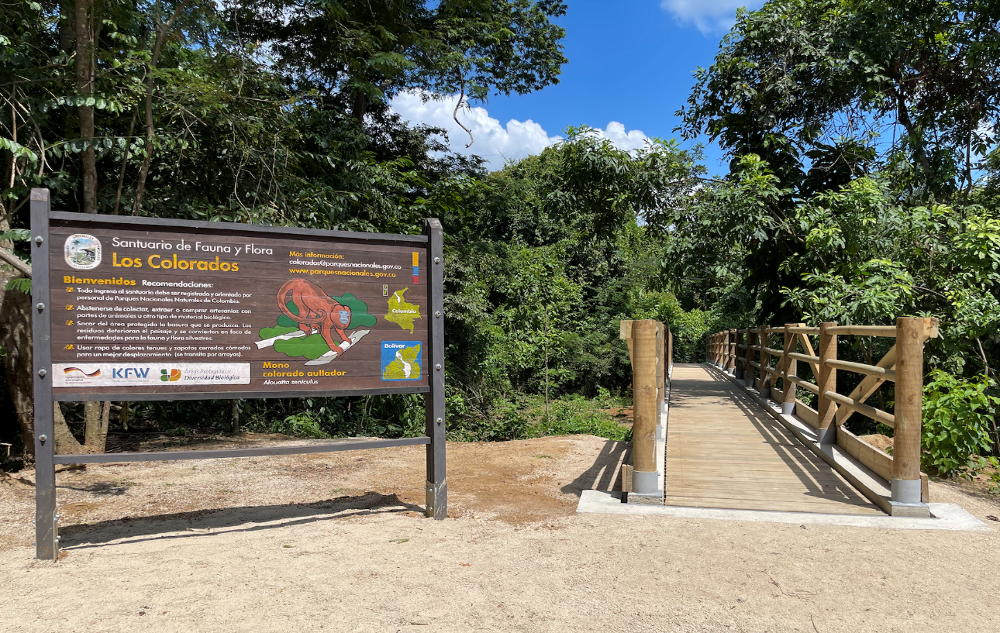 Santuario de Fauna y Flora
Los Colorados
Más información:
colorados@parquesnacionales.gov.co
www.parquesnacionales.gov.co
Bienvenidos Recomendaciones:
Todo ingreso al santuario debe ser registrado y orientado por
personal de Parques Nacionales Naturales de Colombia.
Abstenerse de colectar, extraer o comprar artesanías con
partes de animales u otro tipo de material biológico.
Sacar del área protegida la basura que se produzca. Los
residuos deterioran el paisaje y se convierten en foco de
enfermedades para la fauna y flora silvestres.
Usar ropa de colores tenues y zapatos cerrados cómodos
para un mejor desplazamiento (se transita por arroyos).
Colombia
Bolívar
Mono
colorado aullador
Alouatta seniculus
cooperación
alemana
KFW
Áreas Protegidas y
Diversidad Biológica